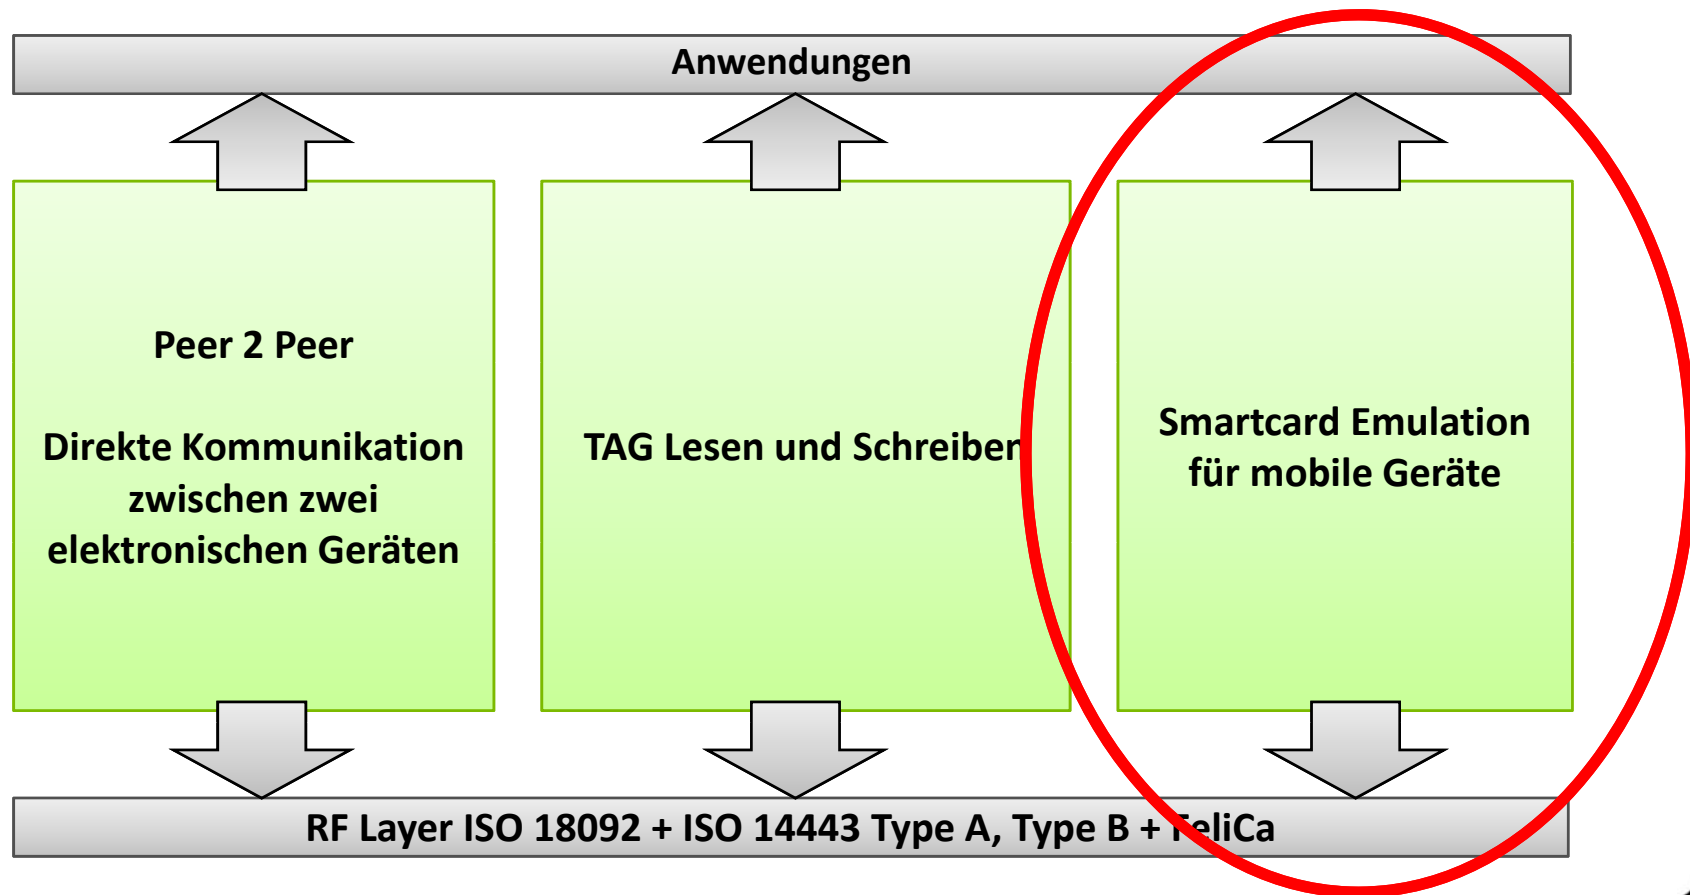 Anwendungen
Peer 2 Peer
Direkte Kommunikation
zwischen zwei
elektronischen Geräten
TAG Lesen und Schreiben
Smartcard Emulation
für mobile Geräte
RF Layer ISO 18092 + ISO 14443 Type A, Type B + FeliCa